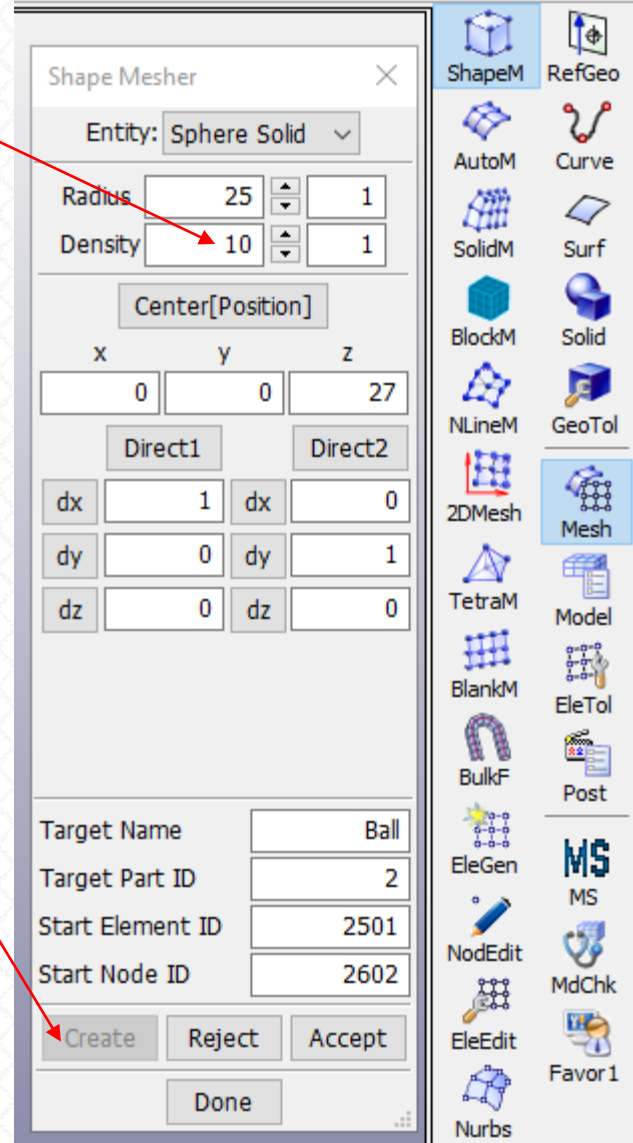 Shape Mesher
Entity: Sphere Solid
Radius 25 1
Density 10 1
Center[Position]
x y z
0 0 27
Direct1 Direct2
dx 1 dx 0
dy 0 dy 1
dz 0 dz 0
Target Name Ball
Target Part ID 2
Start Element ID 2501
Start Node ID 2602
Create Reject Accept
Done
ShapeM RefGeo
AutoM Curve
SolidM Surf
BlockM Solid
NLineM GeoTol
2DMesh Mesh
TetraM Model
BlankM EleTol
BulkF Post
EleGen MS
MS
NodEdit MdChk
EleEdit Favor1
Nurbs